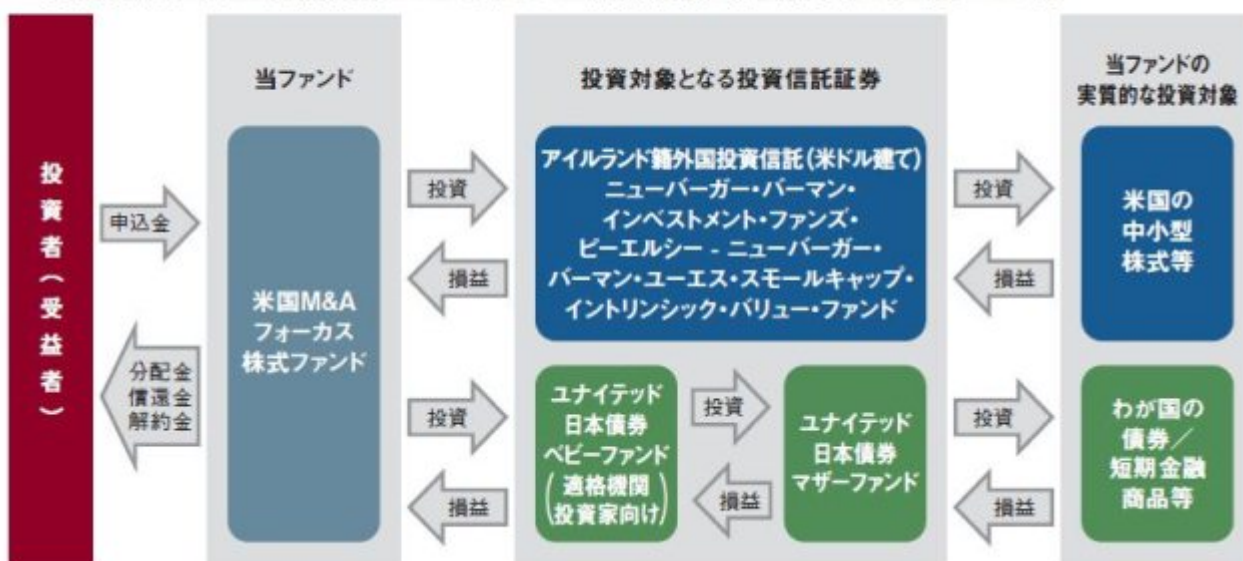 投資者(受益者)
申込金
分配金
償還金
解約金
当ファンド
米国M&A
フォーカス
株式ファンド
投資
損益
投資
損益
投資対象となる投資信託証券
アイルランド籍外国投資信託(米ドル建て)
ニューバーガー・バーマン・
インベストメント・ファンズ・
ピーエルシー - ニューバーガー・
バーマン・ユーエス・スモールキャップ・
イントリンシック・バリュー・ファンド
ユナイテッド
日本債券
ベビーファンド
(適格機関
投資家向け)
投資
損益
ユナイテッド
日本債券
マザーファンド
投資
損益
投資
損益
当ファンドの
実質的な投資対象
米国の
中小型
株式等
わが国の
債券/
短期金融
商品等